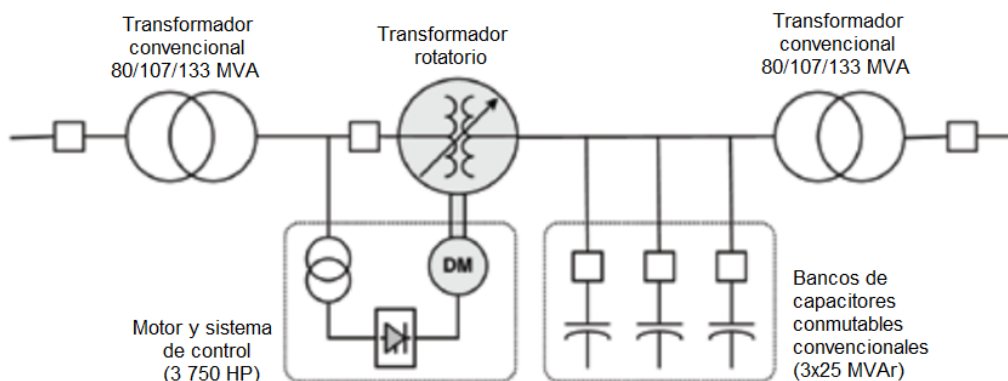 Transformador
convencional
80/107/133 MVA
Transformador
rotatorio
Transformador
convencional
80/107/133 MVA
DM
Motor y sistema
de control
(3 750 HP)
Bancos de
capacitores
conmutables
convencionales
(3x25 MVAr)